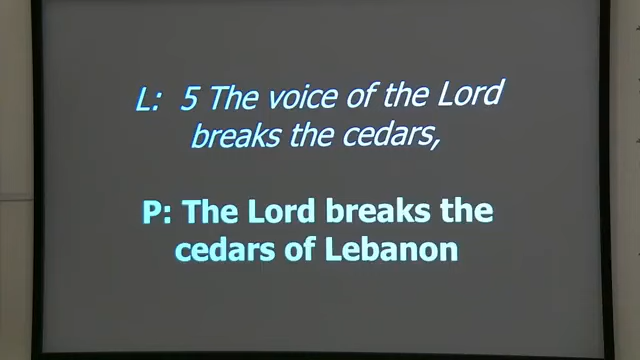 L: 5 The voice of the Lord
breaks the cedars,
P: The Lord breaks the
cedars of Lebanon